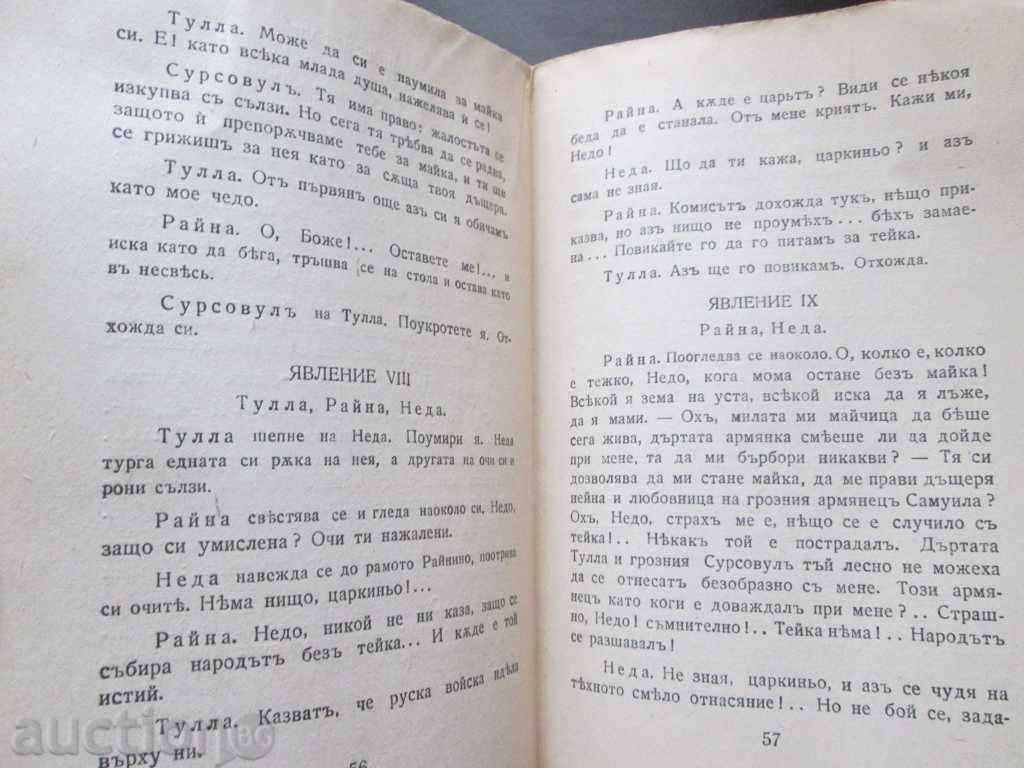 Тулла. Може да си е наумила за майка
си. Е! като всѣка млада душа, нажелява ѝ се!
Сурсовулъ. Тя има право: жалостьта се
изкупва съ сълзи. Но сега тя трѣбва да се радва,
защото ѝ препорѫчваме тебе за майка, и ти ще
се грижишъ за нея като за сѫща твоя дъщеря.
Тулла. Отъ първянъ още азъ си я обичамъ
като мое чедо.
Райна. О, Боже!... Оставете ме!... и
иска като да бѣга, тръшва се на стола и остава като
въ несвѣсь.
Сурсовулъ на Тулла. Поукротете я. От-
хожда си.
ЯВЛЕНИЕ VIII
Тулла, Райна, Неда.
Тулла шепне на Неда. Поумири я. Неда
турга едната си рѫка на нея, а другата на очи си и
рони сълзи.
Райна свѣстява се и гледа наоколо си. Недо,
защо си умислена? Очи ти нажалени.
Неда навежда се до рамото Райнино, поотрива
си очитѣ. Нѣма нищо, царкиньо!...
Райна. Недо, никой не ни каза, защо се
събира народътъ безъ тейка... И кѫде е той
истий.
Тулла. Казватъ, че руска войска идѣла
върху ни.
56
Райна. А кѫде е царьтъ? Види се нѣкоя
беда да е станала. Отъ мене криятъ. Кажи ми,
Недо!
Неда. Що да ти кажа, царкиньо? и азъ
сама не зная.
Райна. Комисътъ дохожда тукъ, нѣщо при-
казва, но азъ нищо не проумѣхъ... бѣхъ замае-
на... Повикайте го да го питамъ за тейка.
Тулла. Азъ ще го повикамъ. Отхожда.
ЯВЛЕНИЕ IX
Райна, Неда.
Райна. Поогледва се наоколо. О, колко е, колко
е тежко, Недо, кога мома остане безъ майка!
Всѣкой я зема на уста, всѣкой иска да я лъже,
да я мами. — Охъ, милата ми майчица да бѣше
сега жива, дъртата армянка смѣеше ли да дойде
при мене, та да ми бърбори никакви? — Тя си
дозволява да ми стане майка, да ме прави дъщеря
нейна и любовница на грозния армянецъ Самуила?
Охъ, Недо, страхъ ме е, нѣщо се е случило съ
тейка!.. Нѣкакъ той е пострадалъ. Дъртата
Тулла и грозния Сурсовулъ тъй лесно не можеха
да се отнесатъ безобразно съ мене. Този армя-
нецъ като коги е доваждалъ при мене?.. Страш-
но, Недо! съмнително!.. Тейка нѣма!.. Народътъ
се разшавалъ!
Неда. Не зная, царкиньо, и азъ се чудя на
тѣхното смѣло отнасяние!.. Но не бой се, зада-
57
auction.BG